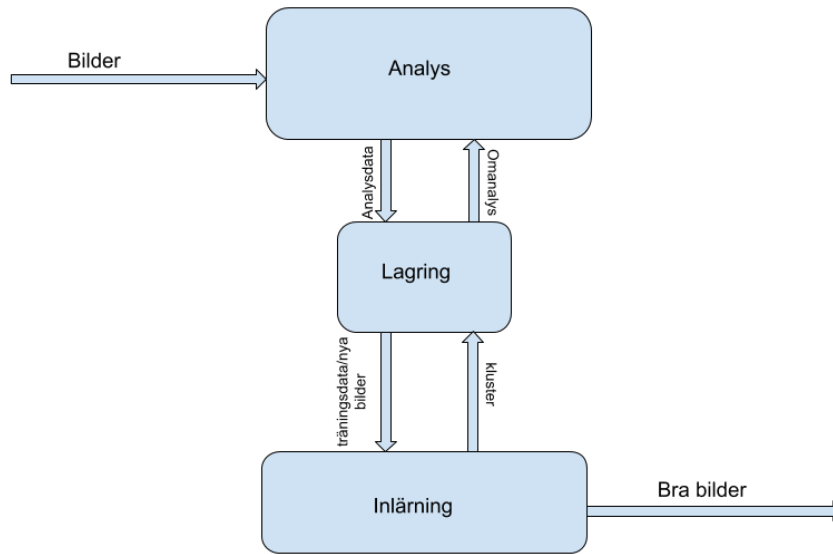 Bilder
Analys
Analysdata
Omanalys
Lagring
träningsdata/nya
bilder
kluster
Inlärning
Bra bilder